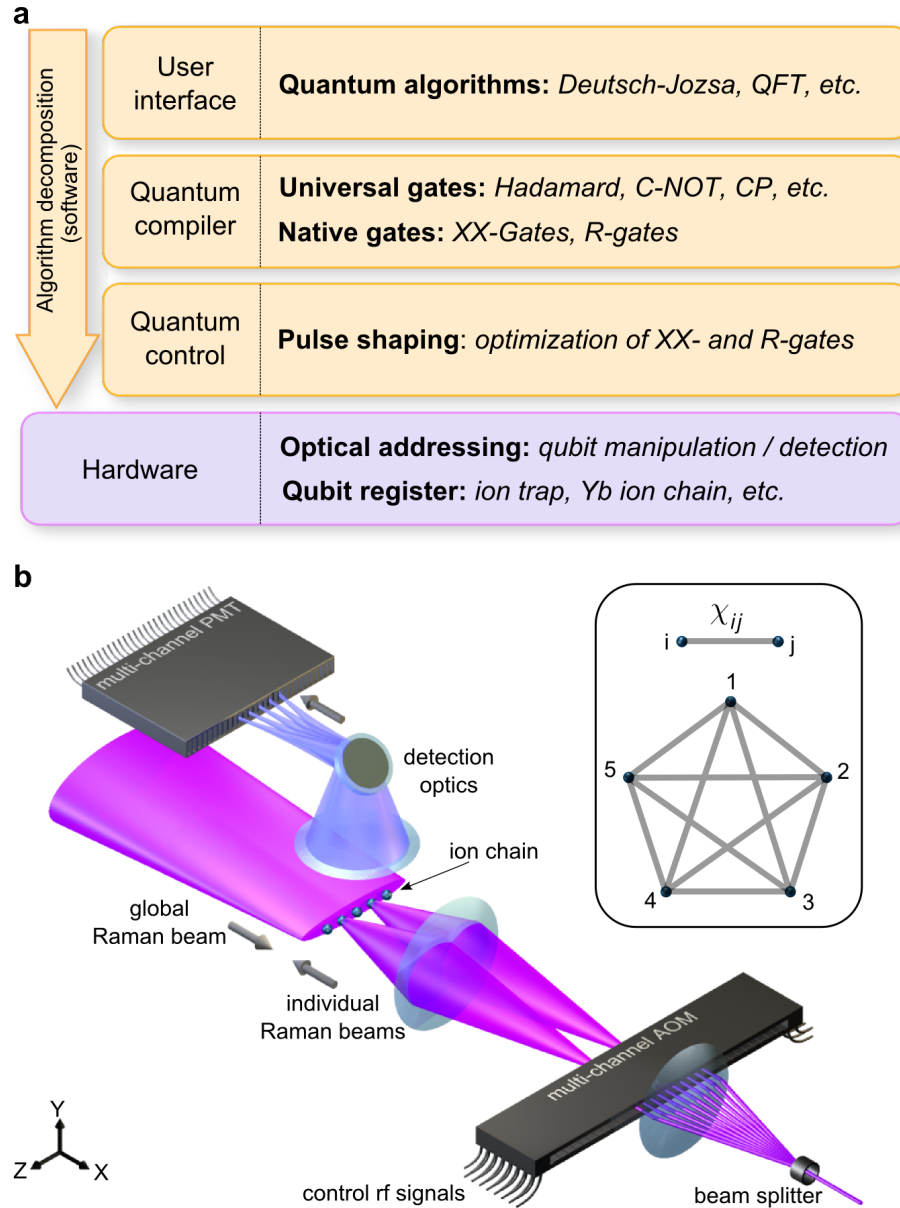 a
Algorithm decomposition
(software)
User
interface
Quantum algorithms: Deutsch-Jozsa, QFT, etc.
Quantum
compiler
Universal gates: Hadamard, C-NOT, CP, etc.
Native gates: XX-Gates, R-gates
Quantum
control
Pulse shaping: optimization of XX- and R-gates
Hardware
Optical addressing: qubit manipulation / detection
Qubit register: ion trap, Yb ion chain, etc.
b
multi-channel PMT
detection
optics
ion chain
global
Raman beam
individual
Raman beams
multi-channel AOM
control rf signals
beam splitter
Y
Z
X
χij
i
j
1
5
2
4
3